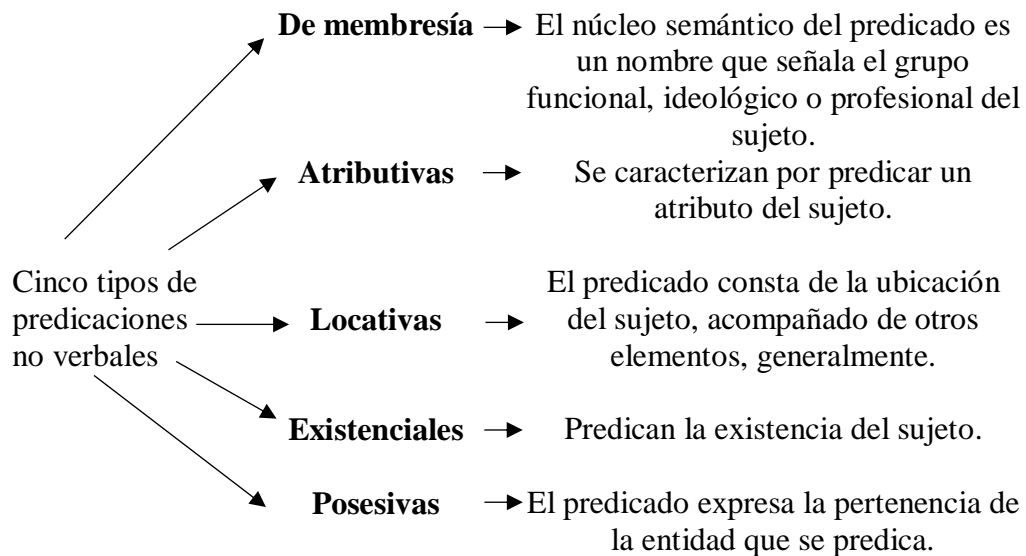 De membresía
El núcleo semántico del predicado es
un nombre que señala el grupo
funcional, ideológico o profesional del
sujeto.
Atributivas
Se caracterizan por predicar un
atributo del sujeto.
Cinco tipos de
predicaciones
no verbales
Locativas
El predicado consta de la ubicación
del sujeto, acompañado de otros
elementos, generalmente.
Existenciales
Predican la existencia del sujeto.
Posesivas
El predicado expresa la pertenencia de
la entidad que se predica.